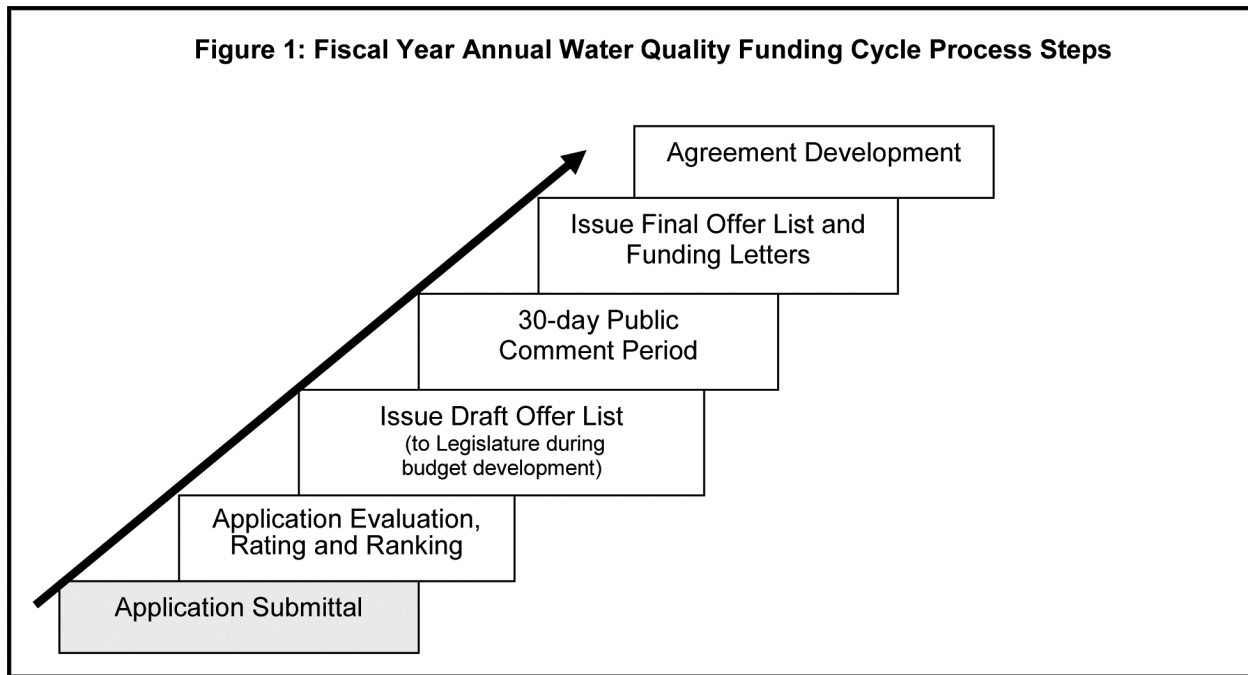 Figure 1: Fiscal Year Annual Water Quality Funding Cycle Process Steps
Agreement Development
Issue Final Offer List and
Funding Letters
30-day Public
Comment Period
Issue Draft Offer List
(to Legislature during
budget development)
Application Evaluation,
Rating and Ranking
Application Submittal